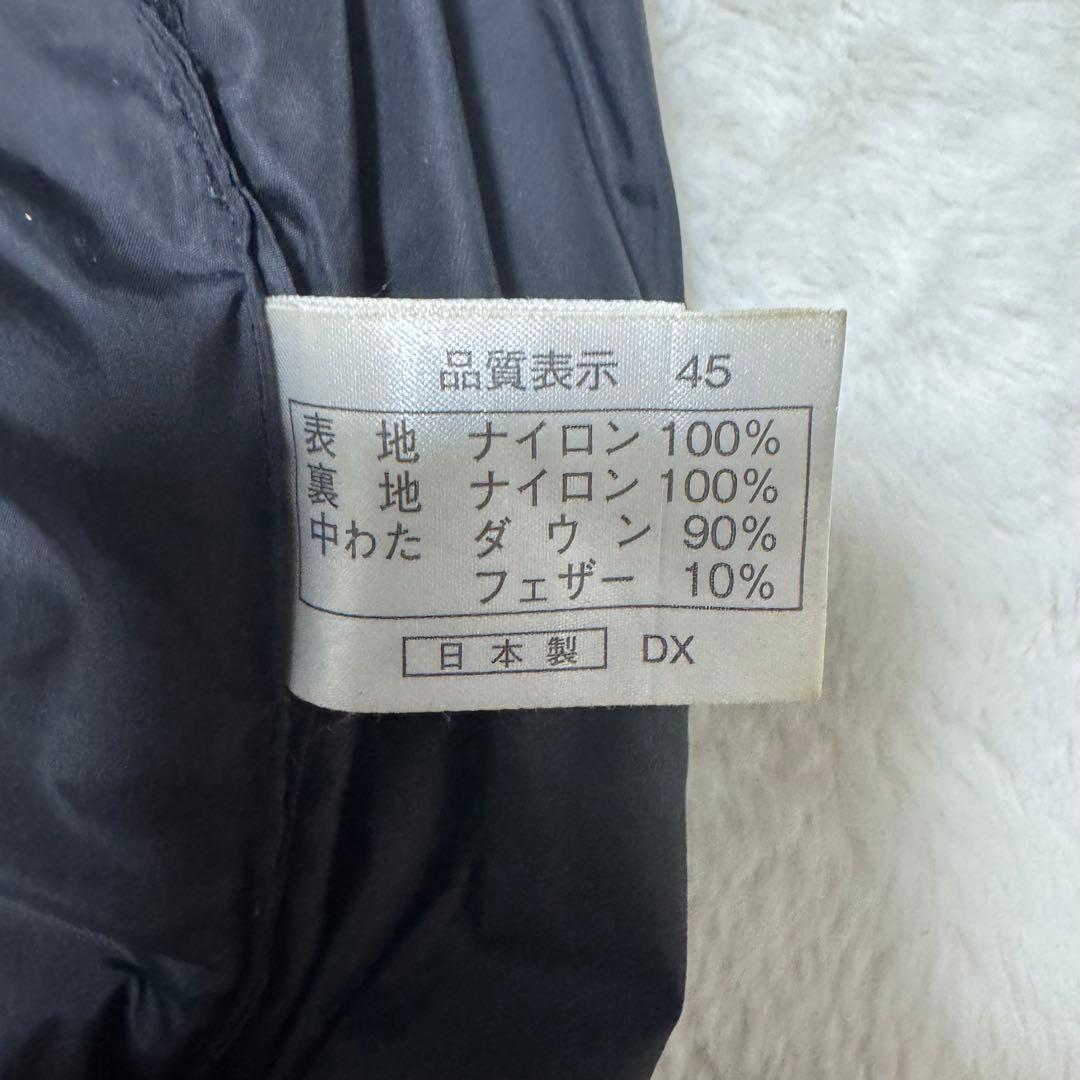 品質表示 45
表地 ナイロン 100%
裏地 ナイロン 100%
中わた ダウン 90%
フェザー 10%
日本製 DX